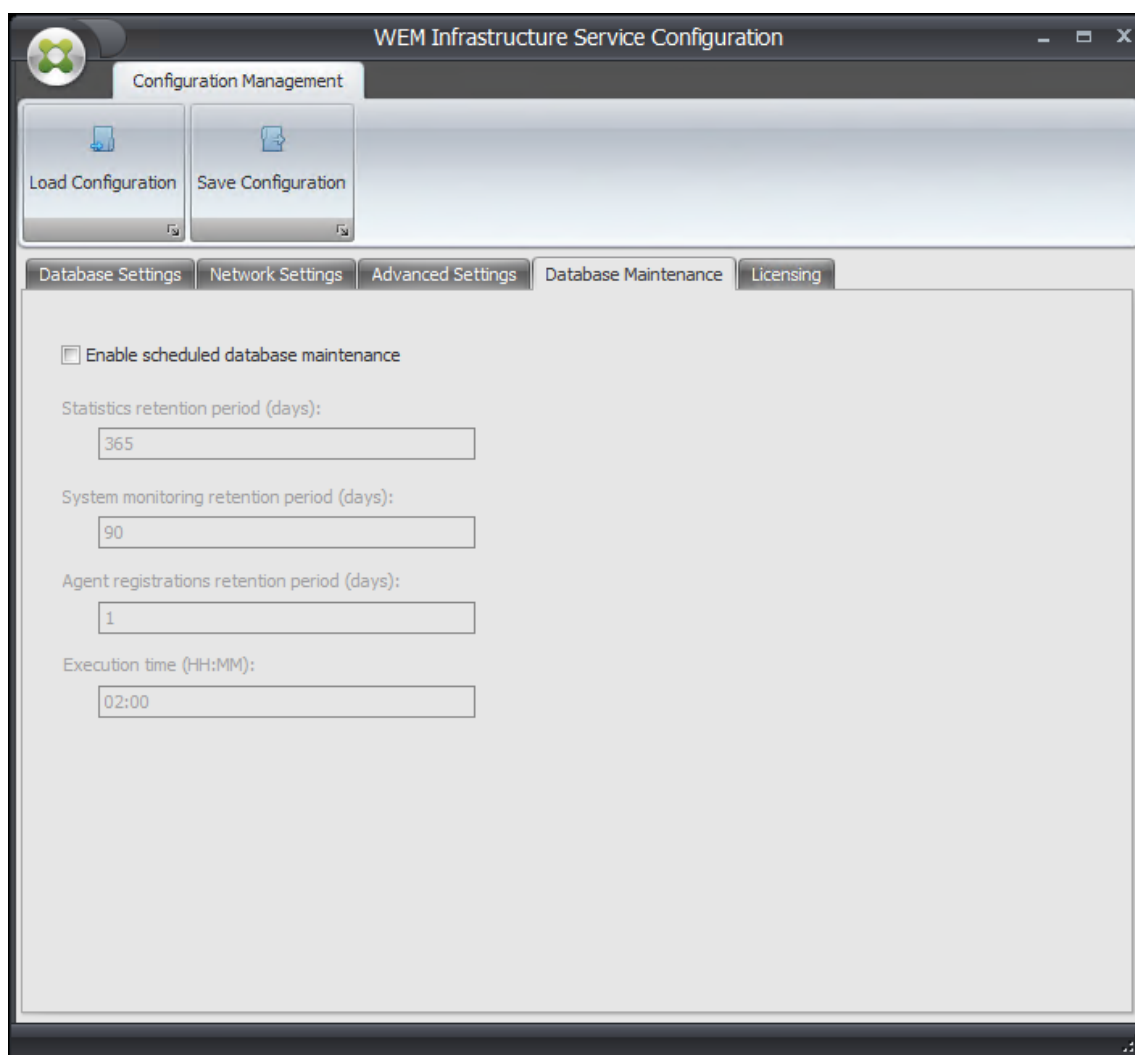 WEM Infrastructure Service Configuration
Configuration Management
Load Configuration Save Configuration
Database Settings Network Settings Advanced Settings Database Maintenance Licensing
Enable scheduled database maintenance
Statistics retention period (days):
365
System monitoring retention period (days):
90
Agent registrations retention period (days):
1
Execution time (HH:MM):
02:00